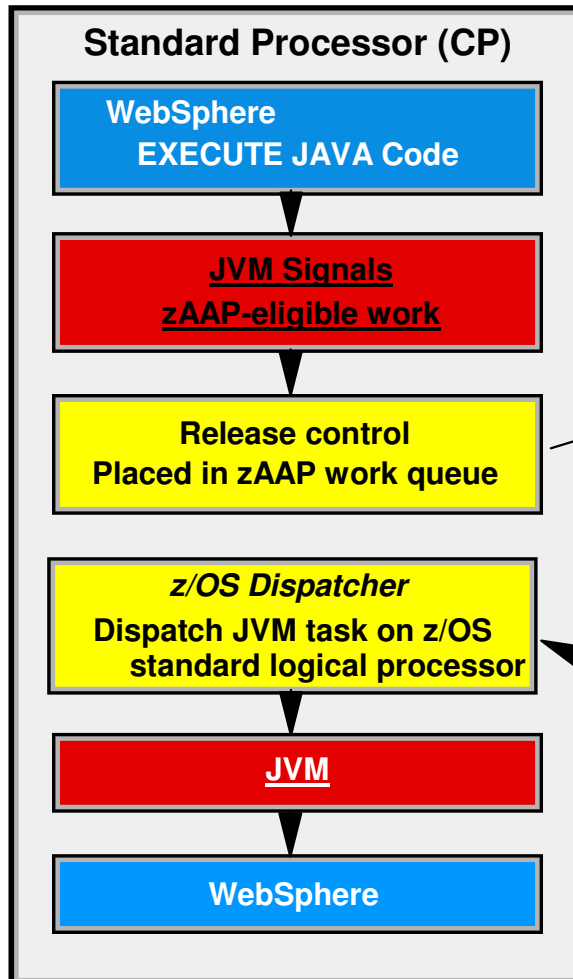 Standard Processor (CP)
WebSphere
EXECUTE JAVA Code
JVM Signals
zAAP-eligible work
Release control
Placed in zAAP work queue
z/OS Dispatcher
Dispatch JVM task on z/OS
standard logical processor
JVM
WebSphere